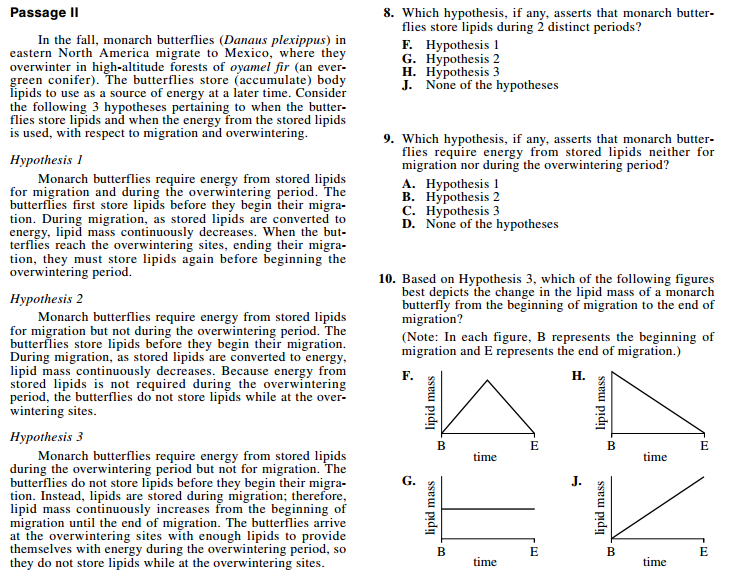 Passage II
In the fall, monarch butterflies (Danaus plexippus) in
eastern North America migrate to Mexico, where they
overwinter in high-altitude forests of oyamel fir (an ever-
green conifer). The butterflies store (accumulate) body
lipids to use as a source of energy at a later time. Consider
the following 3 hypotheses pertaining to when the butter-
flies store lipids and when the energy from the stored lipids
is used, with respect to migration and overwintering.
Hypothesis 1
Monarch butterflies require energy from stored lipids
for migration and during the overwintering period. The
butterflies first store lipids before they begin their migra-
tion. During migration, as stored lipids are converted to
energy, lipid mass continuously decreases. When the but-
terflies reach the overwintering sites, ending their migra-
tion, they must store lipids again before beginning the
overwintering period.
Hypothesis 2
Monarch butterflies require energy from stored lipids
for migration but not during the overwintering period. The
butterflies store lipids before they begin their migration.
During migration, as stored lipids are converted to energy,
lipid mass continuously decreases. Because energy from
stored lipids is not required during the overwintering
period, the butterflies do not store lipids while at the over-
wintering sites.
Hypothesis 3
Monarch butterflies require energy from stored lipids
during the overwintering period but not for migration. The
butterflies do not store lipids before they begin their migra-
tion. Instead, lipids are stored during migration; therefore,
lipid mass continuously increases from the beginning of
migration until the end of migration. The butterflies arrive
at the overwintering sites with enough lipids to provide
themselves with energy during the overwintering period, so
they do not store lipids while at the overwintering sites.
8. Which hypothesis, if any, asserts that monarch butter-
flies store lipids during 2 distinct periods?
F. Hypothesis 1
G. Hypothesis 2
H. Hypothesis 3
J. None of the hypotheses
9. Which hypothesis, if any, asserts that monarch butter-
flies require energy from stored lipids neither for
migration nor during the overwintering period?
A. Hypothesis 1
B. Hypothesis 2
C. Hypothesis 3
D. None of the hypotheses
10. Based on Hypothesis 3, which of the following figures
best depicts the change in the lipid mass of a monarch
butterfly from the beginning of migration to the end of
migration?
(Note: In each figure, B represents the beginning of
migration and E represents the end of migration.)
F.
lipid mass
B E
time
H.
lipid mass
B E
time
G.
lipid mass
B E
time
J.
lipid mass
B E
time